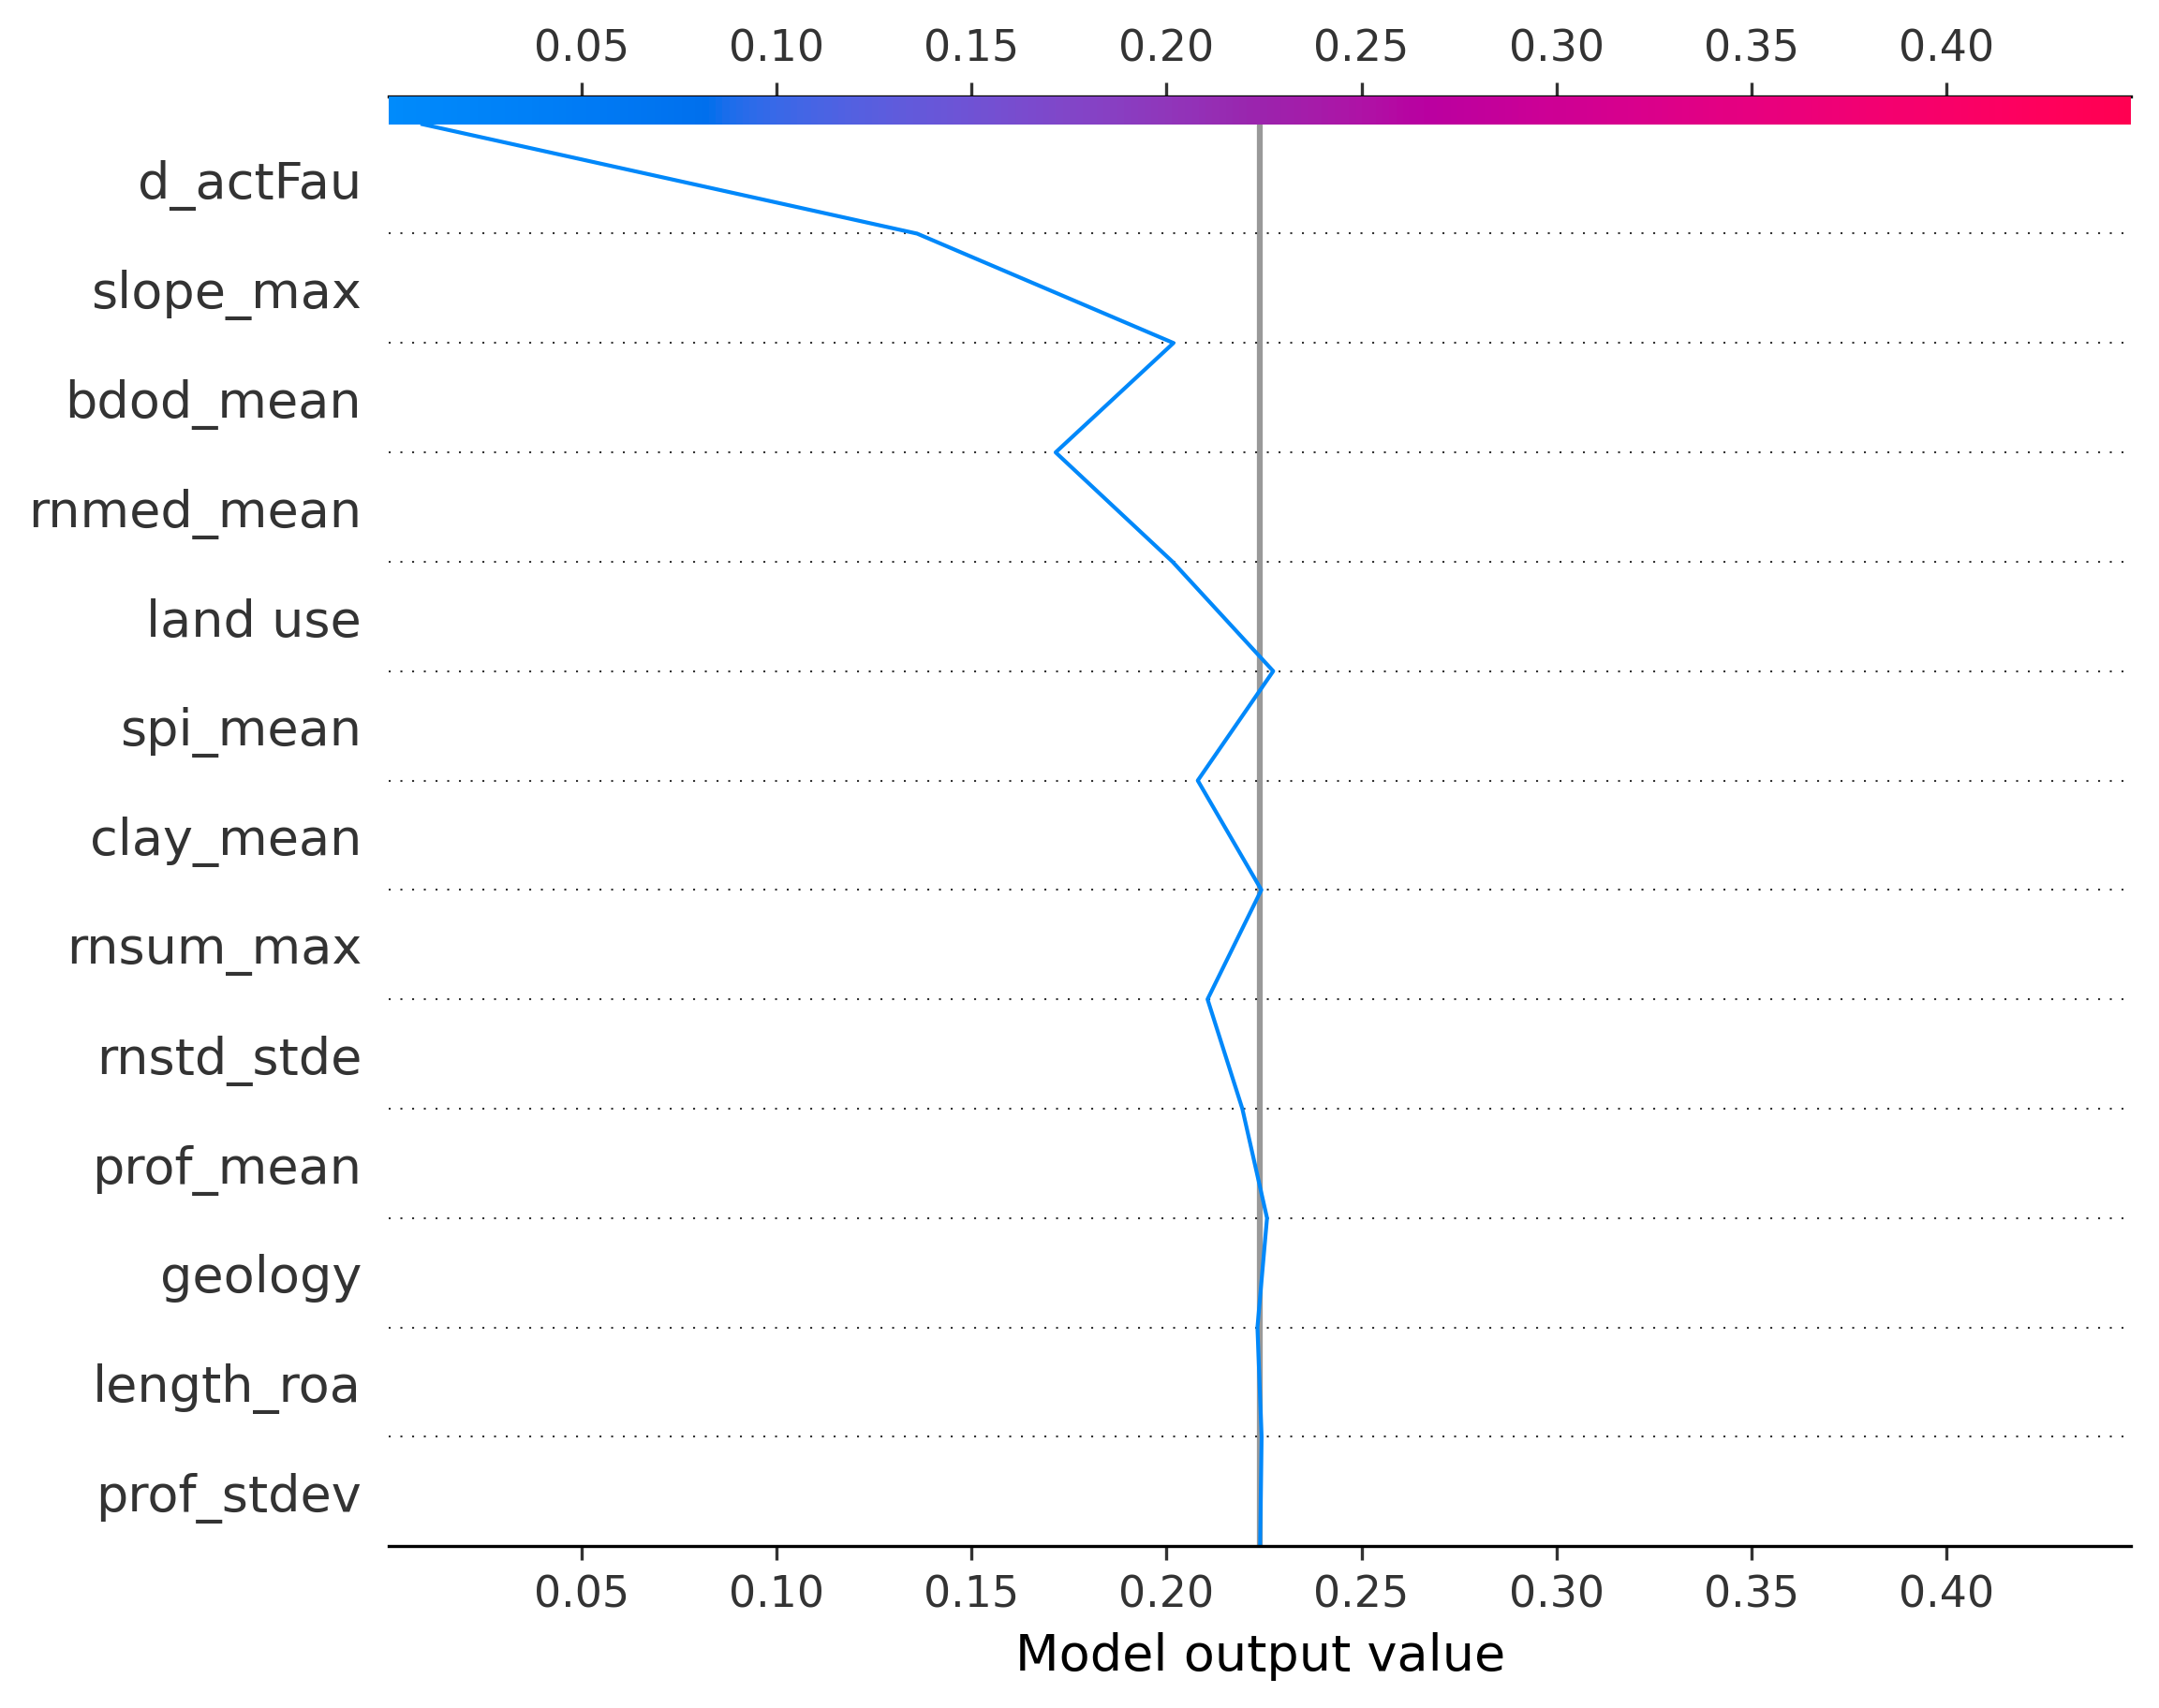 0.05 0.10 0.15 0.20 0.25 0.30 0.35 0.40
d_actFau
slope_max
bdod_mean
rnmed_mean
land use
spi_mean
clay_mean
rnsum_max
rnstd_stde
prof_mean
geology
length_roa
prof_stdev
0.05 0.10 0.15 0.20 0.25 0.30 0.35 0.40
Model output value